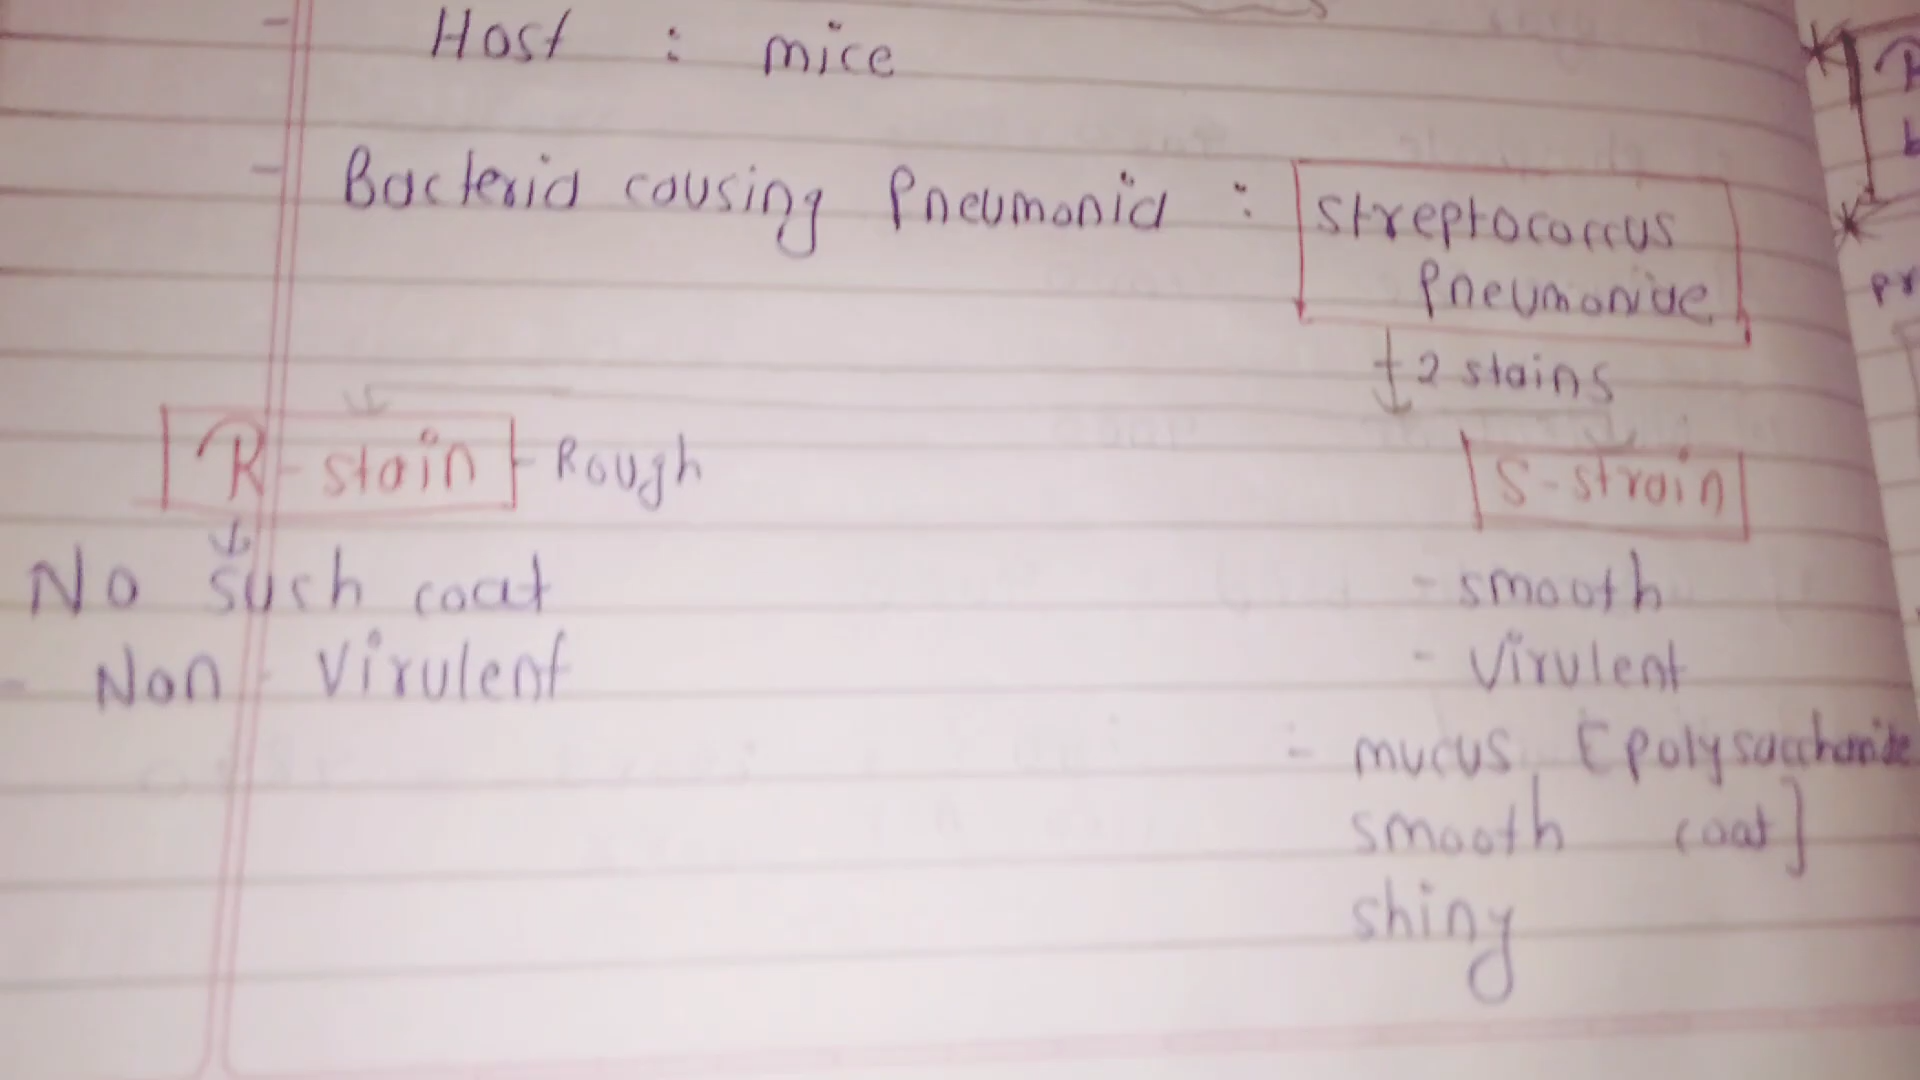 - Host : mice
- Bacteria causing Pneumonia : Streptococcus
Pneumoniae
2 stains
R-stain - Rough
S-strain
No such coat
- smooth
- Non - Virulent
- Virulent
- mucus [polysaccharide
smooth coat]
shiny